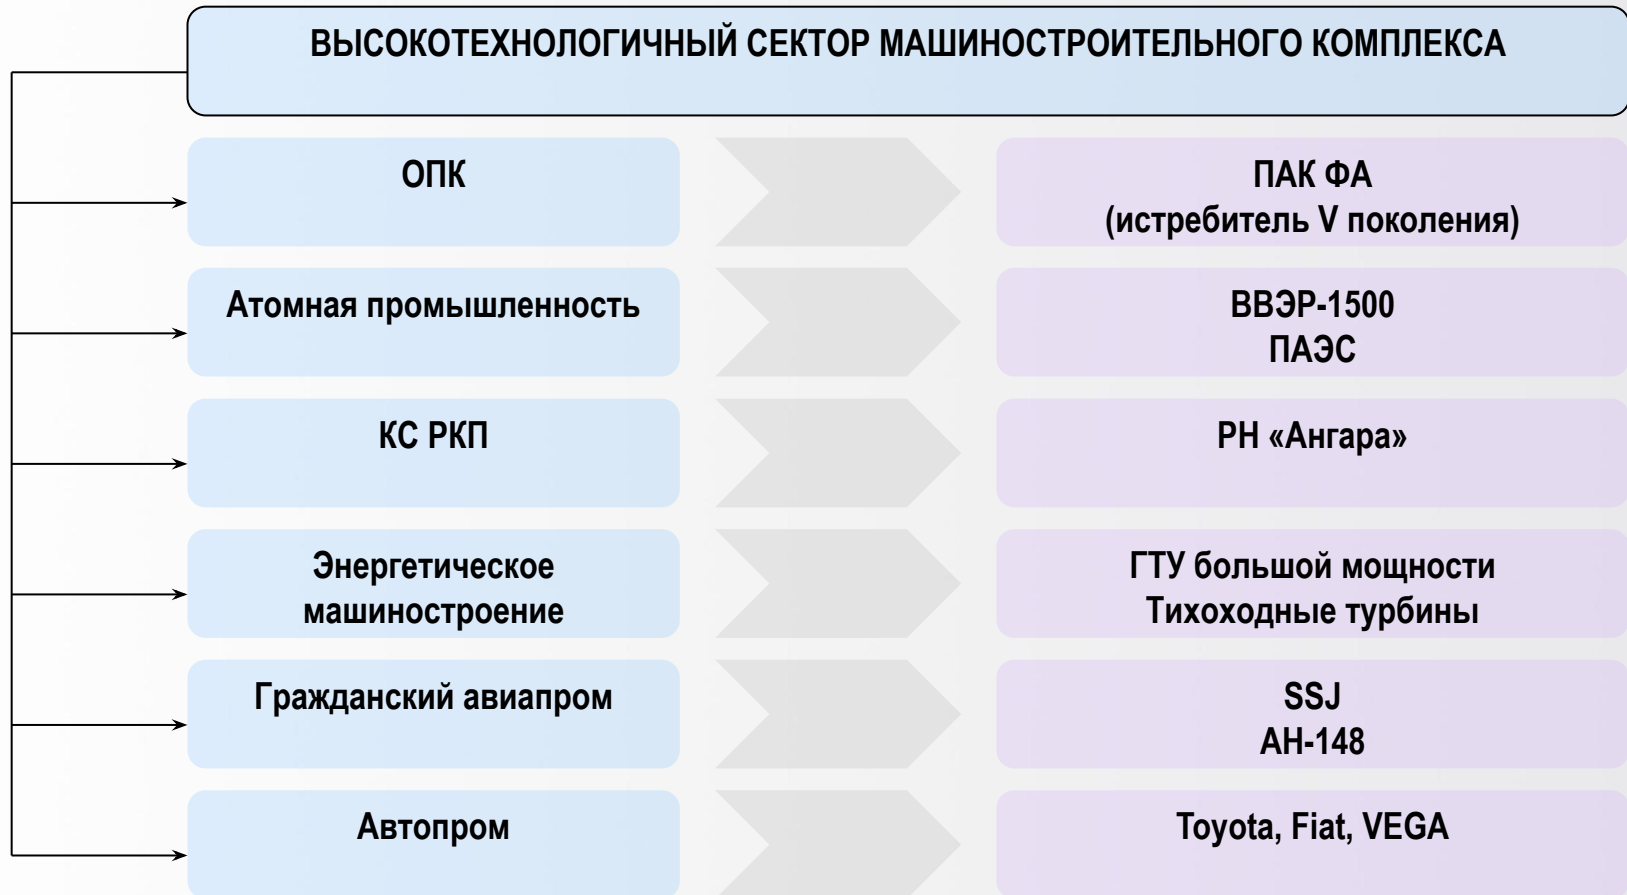 ВЫСОКОТЕХНОЛОГИЧНЫЙ СЕКТОР МАШИНОСТРОИТЕЛЬНОГО КОМПЛЕКСА
ОПК
ПАК ФА
(истребитель V поколения)
Атомная промышленность
ВВЭР-1500
ПАЭС
КС РКП
РН «Ангара»
Энергетическое
машиностроение
ГТУ большой мощности
Тихоходные турбины
Гражданский авиапром
SSJ
АН-148
Автопром
Toyota, Fiat, VEGA